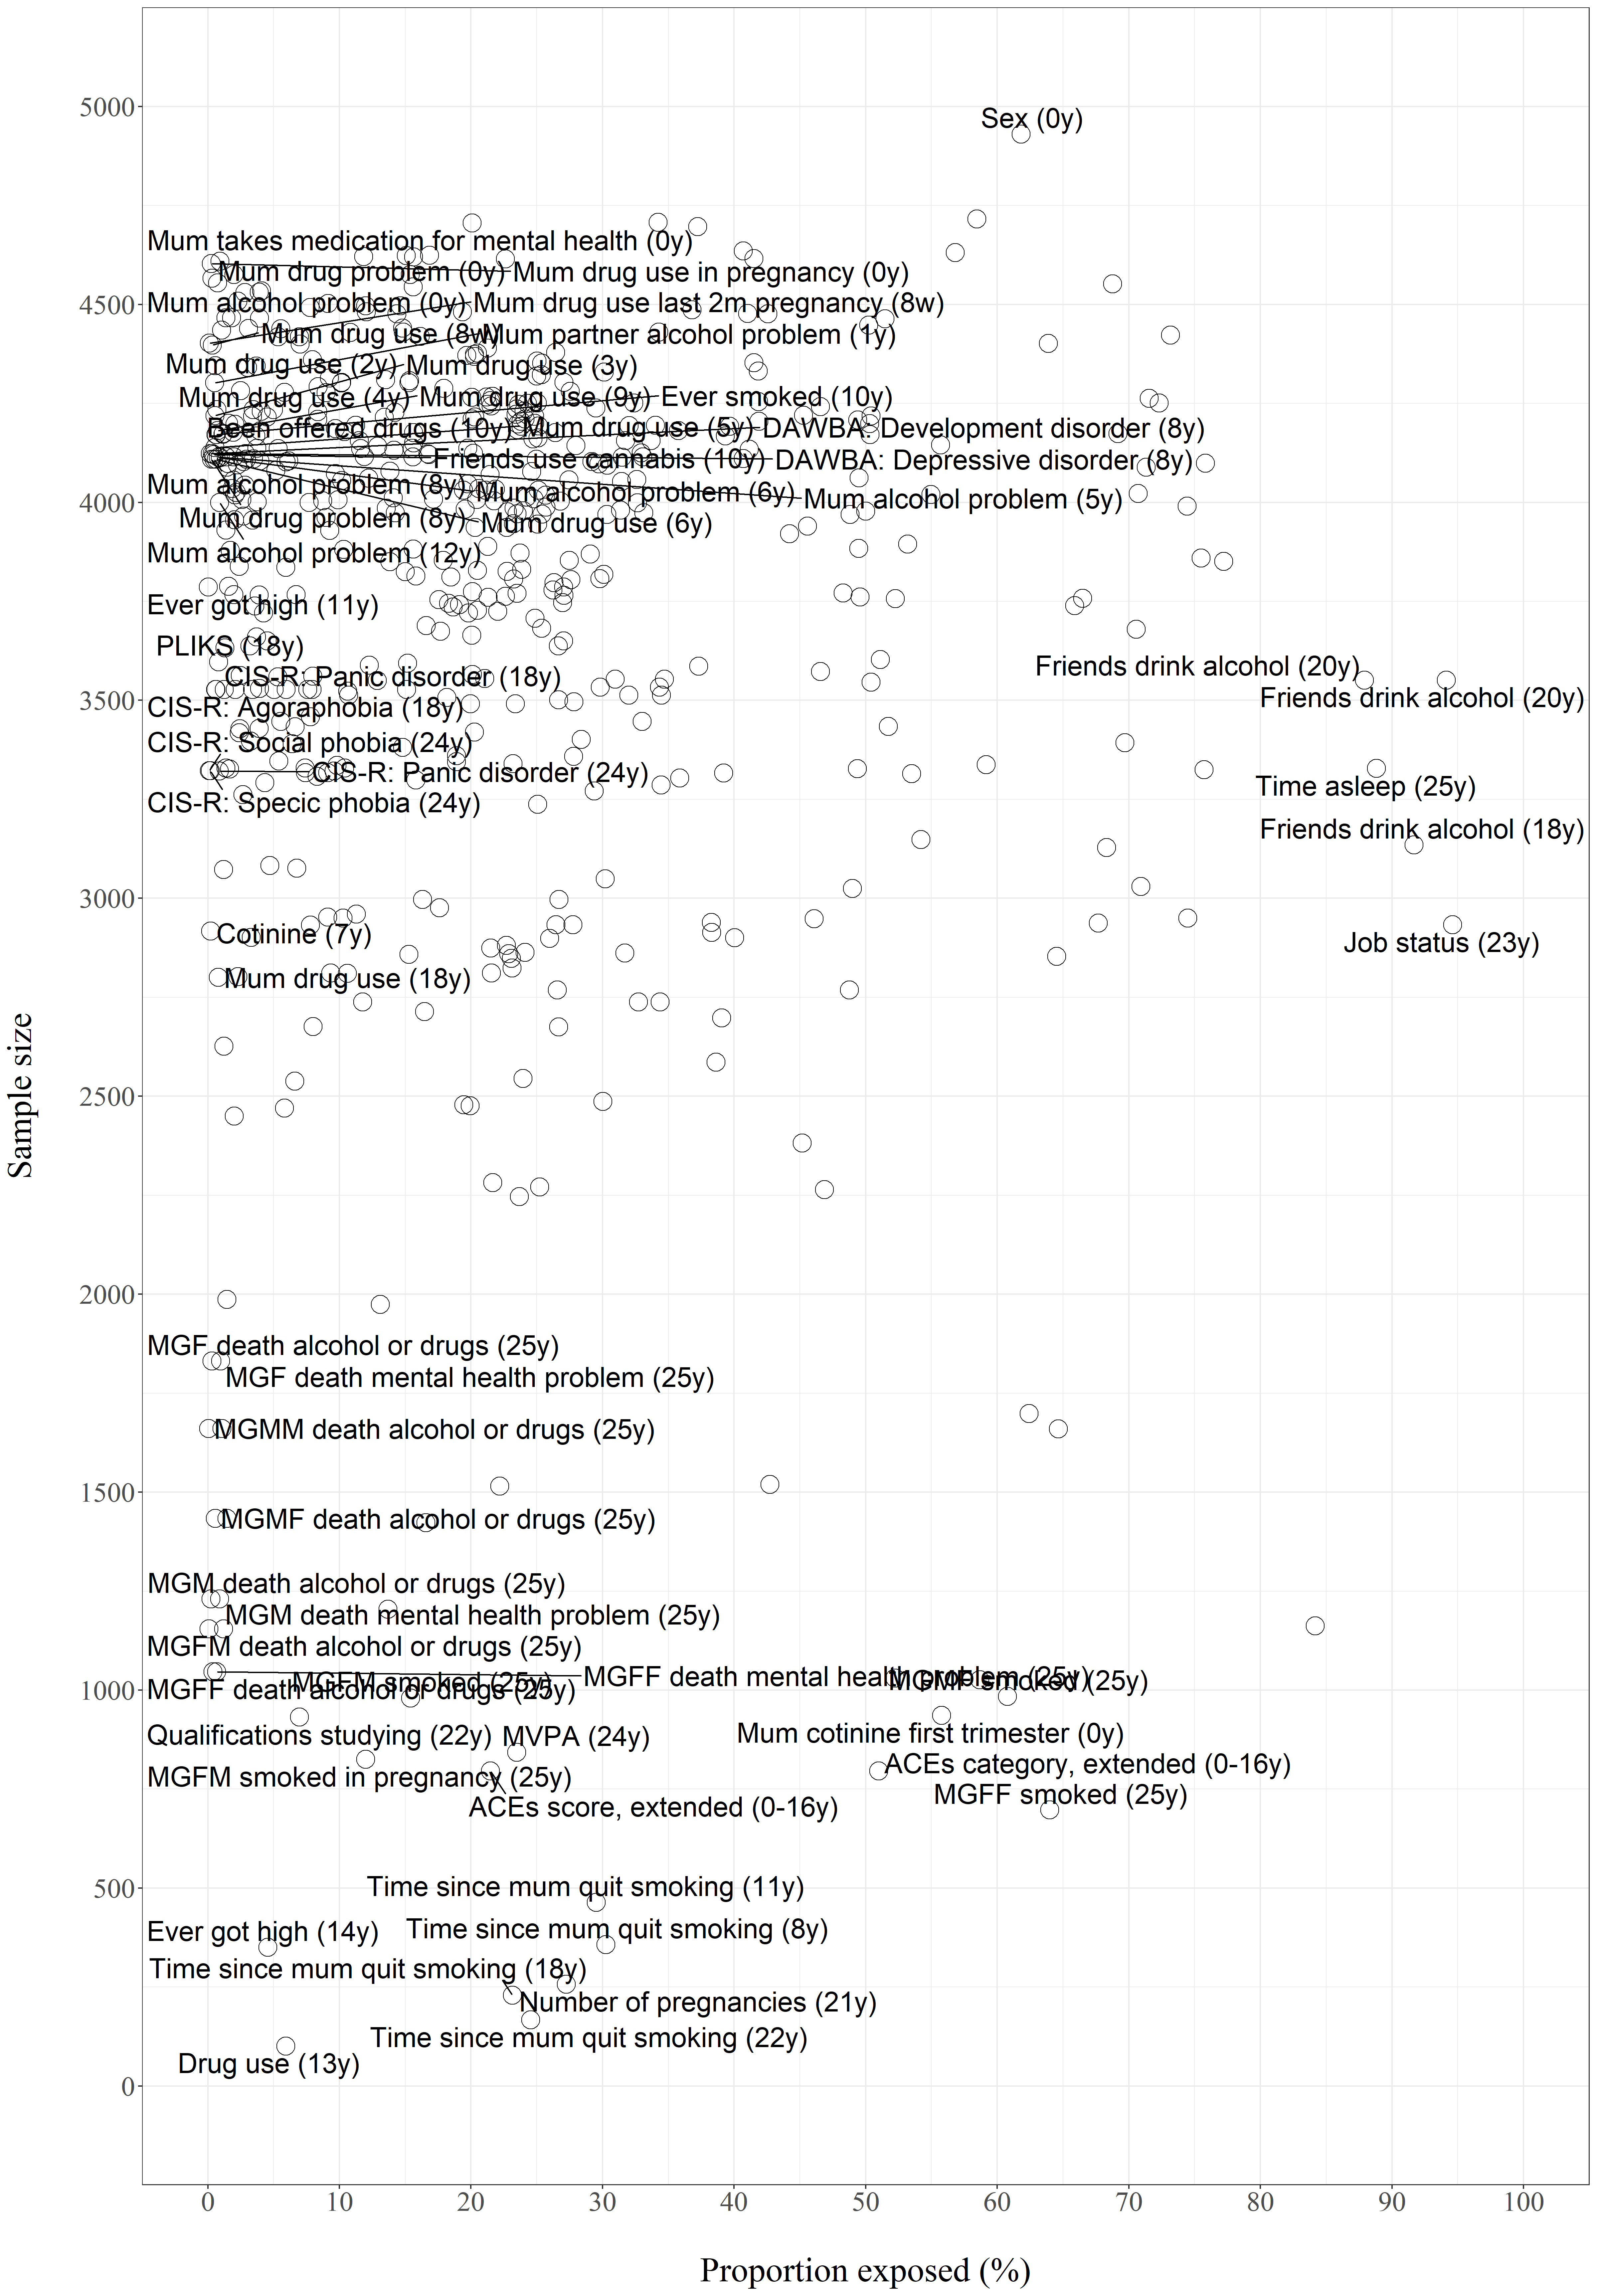 5000
Sex (0y)
Mum takes medication for mental health (0y)
Mum drug problem (0y)
Mum drug use in pregnancy (0y)
4500
Mum alcohol problem (0y)
Mum drug use last 2m pregnancy (8w)
Mum drug use (8w)
Mum partner alcohol problem (1y)
Mum drug use (2y)
Mum drug use (3y)
Mum drug use (4y)
Mum drug use (9y)
Ever smoked (10y)
Been offered drugs (10y)
Mum drug use (5y)
DAWBA: Development disorder (8y)
Friends use cannabis (10y)
DAWBA: Depressive disorder (8y)
Mum alcohol problem (8y)
Mum alcohol problem (6y)
Mum alcohol problem (5y)
4000
Mum drug problem (8y)
Mum drug use (6y)
Mum alcohol problem (12y)
Ever got high (11y)
PLIKS (18y)
CIS-R: Panic disorder (18y)
Friends drink alcohol (20y)
3500
CIS-R: Agoraphobia (18y)
Friends drink alcohol (20y)
CIS-R: Social phobia (24y)
CIS-R: Panic disorder (24y)
Time asleep (25y)
CIS-R: Specic phobia (24y)
Friends drink alcohol (18y)
3000
Cotinine (7y)
Job status (23y)
Mum drug use (18y)
2500
Sample size
2000
MGF death alcohol or drugs (25y)
MGF death mental health problem (25y)
MGMM death alcohol or drugs (25y)
1500
MGMF death alcohol or drugs (25y)
MGM death alcohol or drugs (25y)
MGM death mental health problem (25y)
MGFM death alcohol or drugs (25y)
MGFM smoked (25y)
MGFF death mental health problem (25y)
MGMF smoked (25y)
1000
MGFF death alcohol or drugs (25y)
Qualifications studying (22y)
MVPA (24y)
Mum cotinine first trimester (0y)
MGFM smoked in pregnancy (25y)
ACEs category, extended (0-16y)
ACEs score, extended (0-16y)
MGFF smoked (25y)
500
Time since mum quit smoking (11y)
Ever got high (14y)
Time since mum quit smoking (8y)
Time since mum quit smoking (18y)
Number of pregnancies (21y)
Time since mum quit smoking (22y)
Drug use (13y)
0
0 10 20 30 40 50 60 70 80 90 100
Proportion exposed (%)